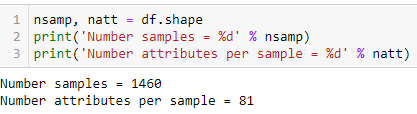 1 nsamp, natt = df.shape
2 print('Number samples = %d' % nsamp)
3 print('Number attributes per sample = %d' % natt)
Number samples = 1460
Number attributes per sample = 81